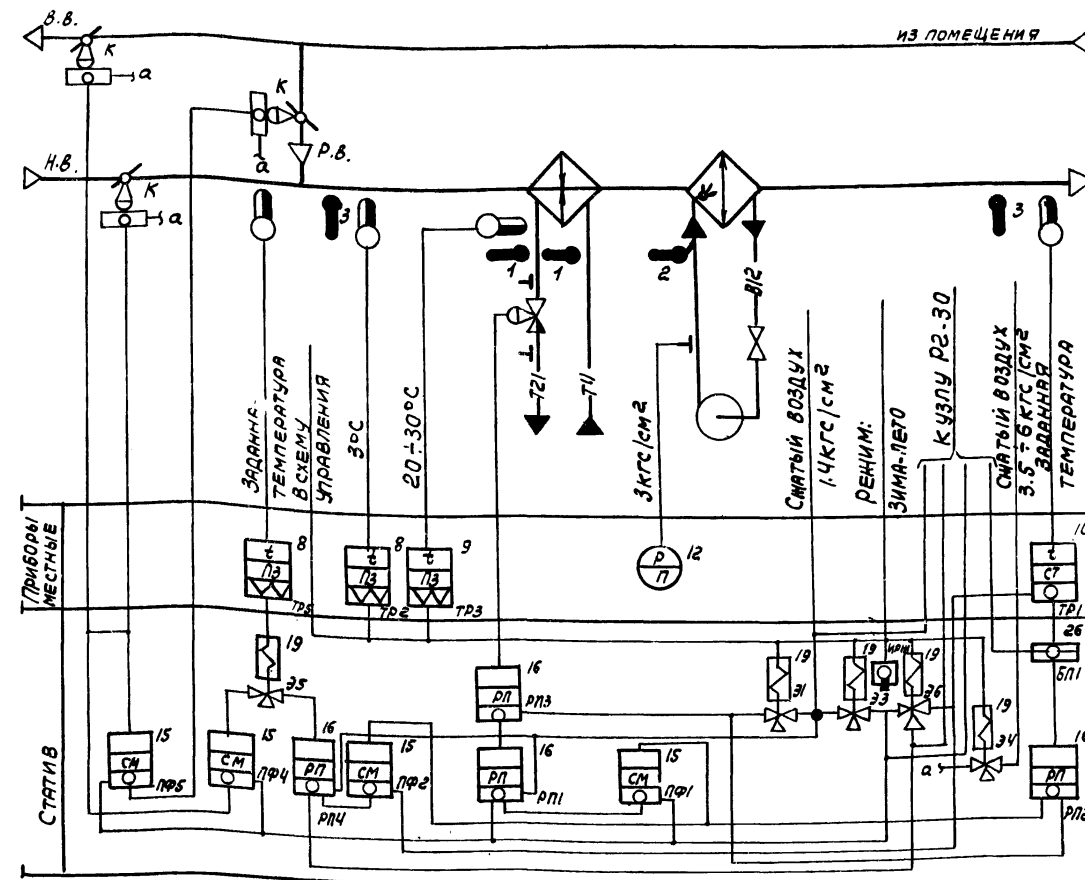 В.В.
ИЗ ПОМЕЩЕНИЯ
К
а
К
а
Р.В.
Н.В.
К
а
3
3
1
1
2
В12
Т21
Т11
ЗАДАННА-
ТЕМПЕРАТУРА
В СХЕМУ
УПРАВЛЕНИЯ
3°С
20÷30°С
3КГС/СМ2
СЖАТЫЙ ВОЗДУХ
1.4КГС/СМ2
РЕЖИМ:
ЗИМА-ЛЕТО
К УЗЛУ Р2-30
СЖАТЫЙ ВОЗДУХ
3.5÷6КГС/СМ2
ЗАДАННАЯ
ТЕМПЕРАТУРА
ПРИБОРЫ
МЕСТНЫЕ
8
t
ПЗ
ТР5
8
t
ПЗ
ТР2
9
t
ПЗ
ТР3
12
Р
П
10
t
СТ
ТР1
26
БП1
СТАТИВ
19
Э5
16
РП
РП3
19
Э1
19
Э3
19
Э6
19
Э4
а
15
СМ
ПФ5
15
СМ
ПФ4
16
РП
РП4
15
СМ
ПФ2
16
РП
РП1
15
СМ
ПФ1
16
РП
РП2